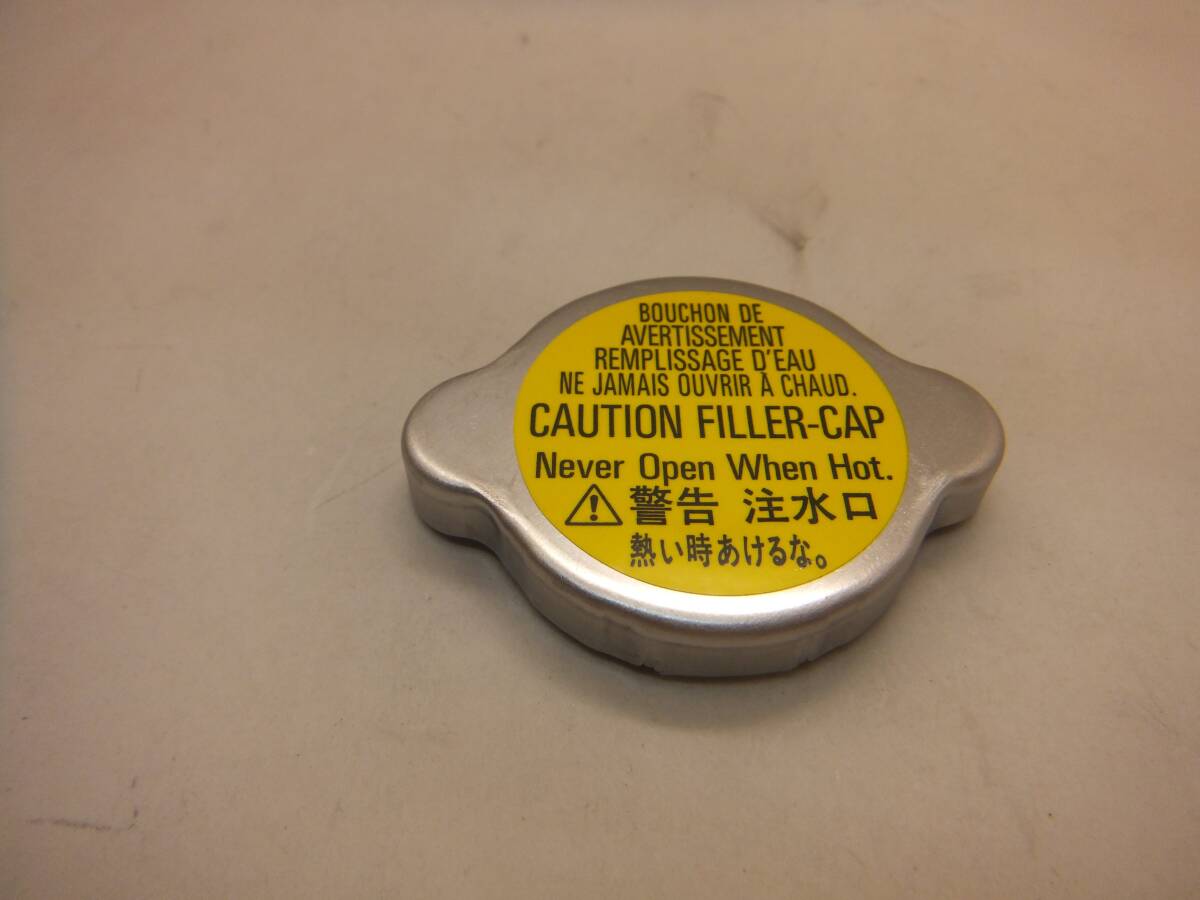 BOUCHON DE
AVERTISSEMENT
REMPLISSAGE D'EAU
NE JAMAIS OUVRIR À CHAUD.
CAUTION FILLER-CAP
Never Open When Hot.
⚠警告 注水口
熱い時あけるな。